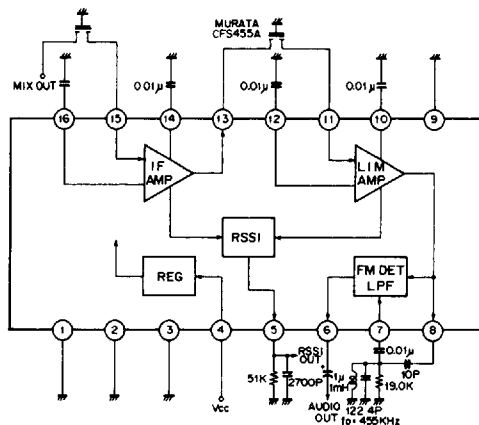 MURATA
CFS455A
MIX OUT
0.01μ
0.01μ
0.01μ
16
15
14
13
12
11
10
9
IF
AMP
LIM
AMP
RSSI
REG
FM DET
LPF
1
2
3
4
5
6
7
8
Vcc
51K
2700P
RSSI
OUT
1μ
AUDIO
OUT
1mH
0.01μ
10P
19.0K
122.4P
fo = 455KHz